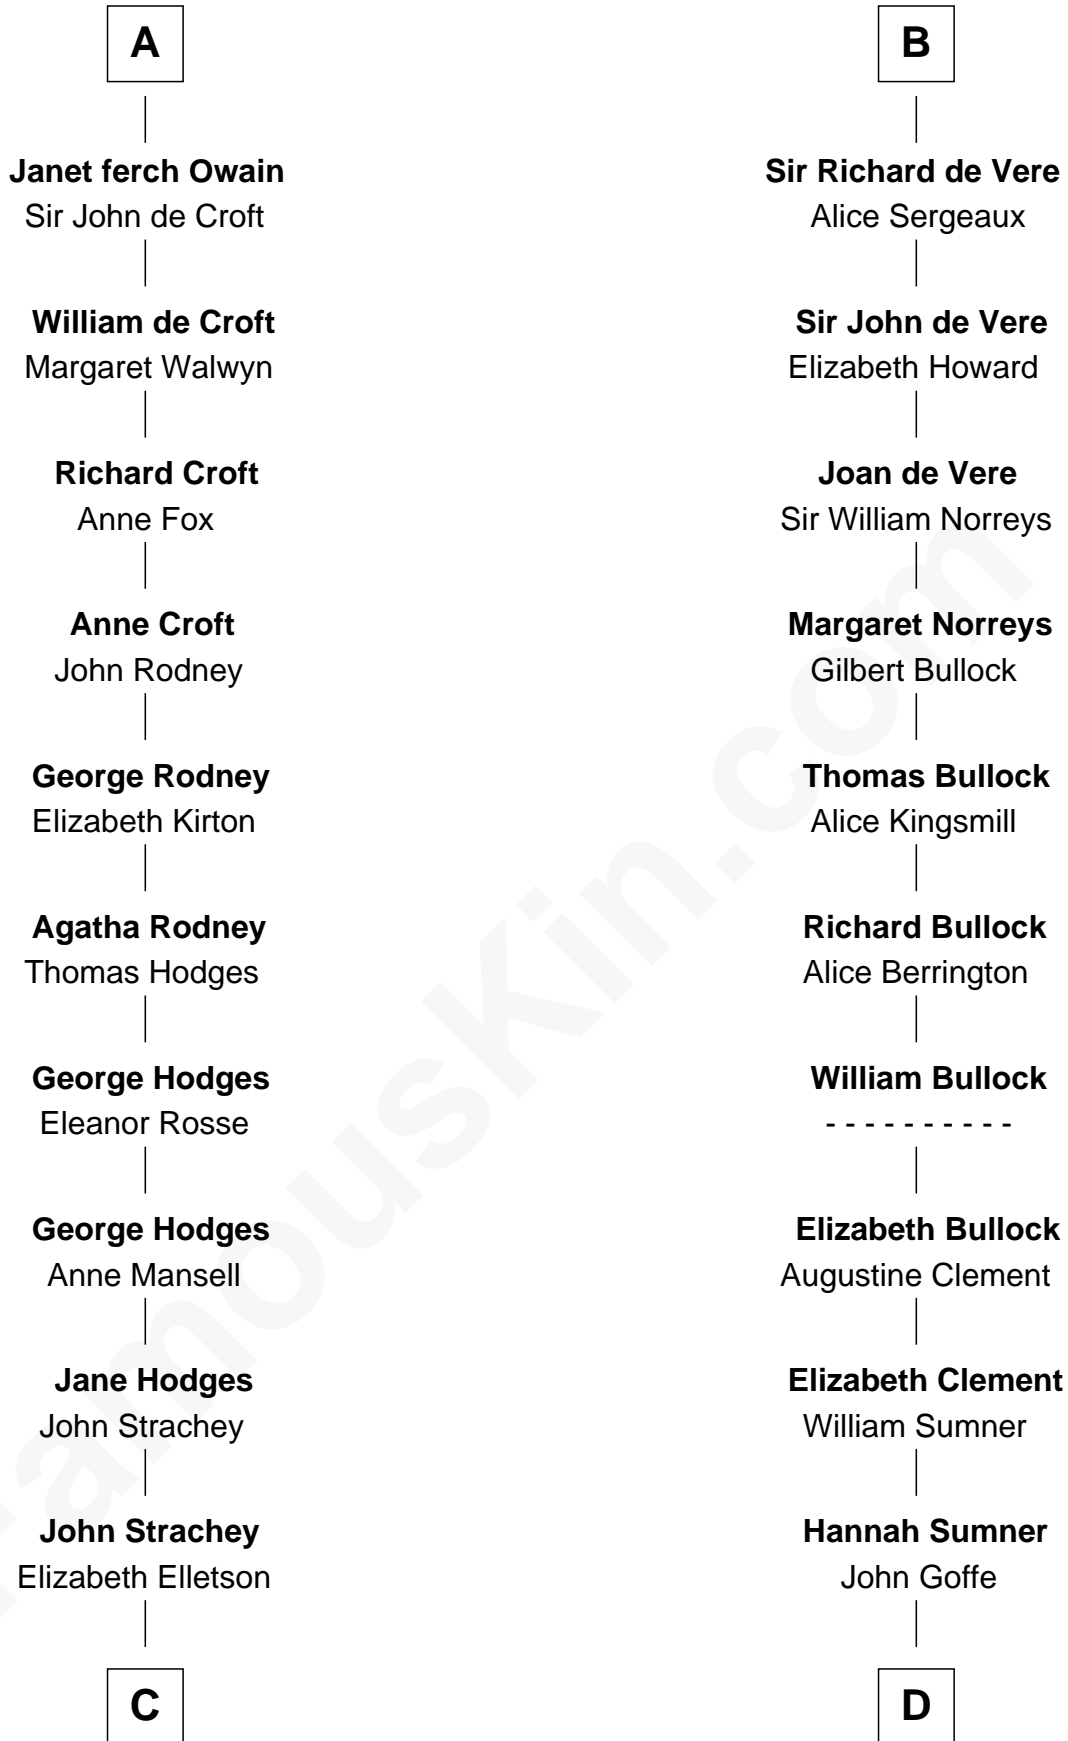 A
Janet ferch Owain
Sir John de Croft
William de Croft
Margaret Walwyn
Richard Croft
Anne Fox
Anne Croft
John Rodney
George Rodney
Elizabeth Kirton
Agatha Rodney
Thomas Hodges
George Hodges
Eleanor Rosse
George Hodges
Anne Mansell
Jane Hodges
John Strachey
John Strachey
Elizabeth Elletson
C
B
Sir Richard de Vere
Alice Sergeaux
Sir John de Vere
Elizabeth Howard
Joan de Vere
Sir William Norreys
Margaret Norreys
Gilbert Bullock
Thomas Bullock
Alice Kingsmill
Richard Bullock
Alice Berrington
William Bullock
- - - - - - - - - -
Elizabeth Bullock
Augustine Clement
Elizabeth Clement
William Sumner
Hannah Sumner
John Goffe
D
FamousKin.com